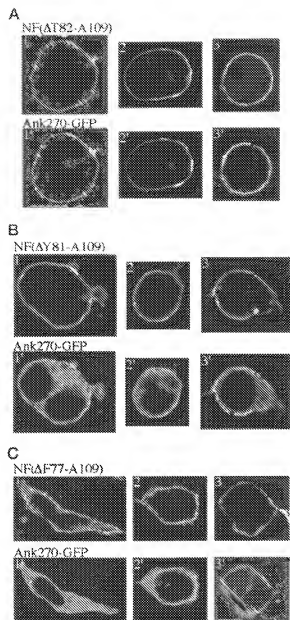 A
NF(ΔT82-A109)
1 2 3
Ank270-GFP
1' 2' 3'
B
NF(ΔY81-A109)
1 2 3
Ank270-GFP
1' 2' 3'
C
NF(ΔF77-A109)
1 2 3
Ank270-GFP
1' 2' 3'